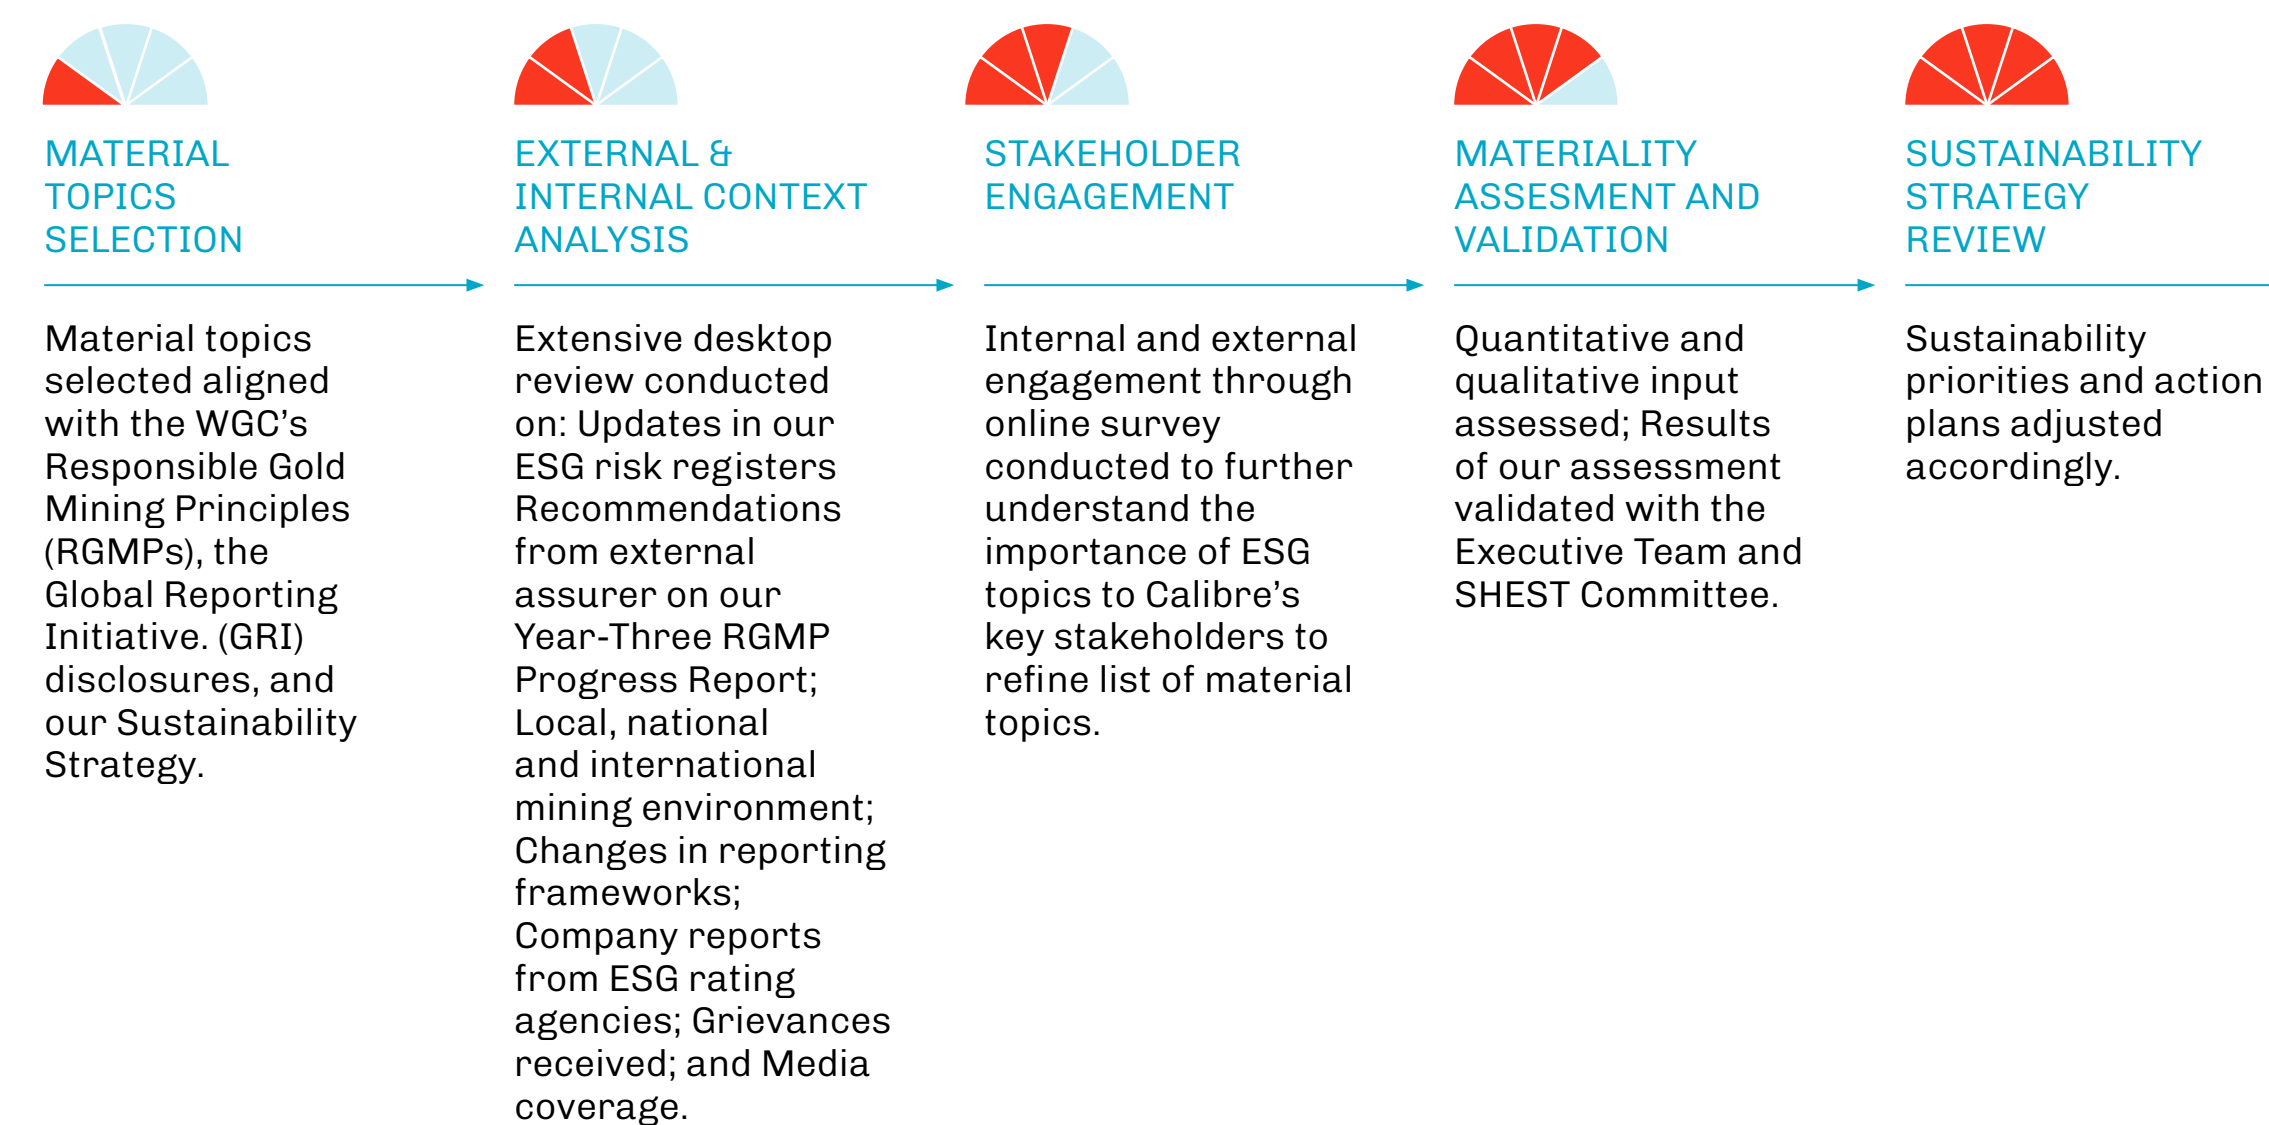 MATERIAL
TOPICS
SELECTION
Material topics
selected aligned
with the WGC’s
Responsible Gold
Mining Principles
(RGMPs), the
Global Reporting
Initiative. (GRI)
disclosures, and
our Sustainability
Strategy.
EXTERNAL &
INTERNAL CONTEXT
ANALYSIS
Extensive desktop
review conducted
on: Updates in our
ESG risk registers
Recommendations
from external
assurer on our
Year-Three RGMP
Progress Report;
Local, national
and international
mining environment;
Changes in reporting
frameworks;
Company reports
from ESG rating
agencies; Grievances
received; and Media
coverage.
STAKEHOLDER
ENGAGEMENT
Internal and external
engagement through
online survey
conducted to further
understand the
importance of ESG
topics to Calibre’s
key stakeholders to
refine list of material
topics.
MATERIALITY
ASSESMENT AND
VALIDATION
Quantitative and
qualitative input
assessed; Results
of our assessment
validated with the
Executive Team and
SHEST Committee.
SUSTAINABILITY
STRATEGY
REVIEW
Sustainability
priorities and action
plans adjusted
accordingly.